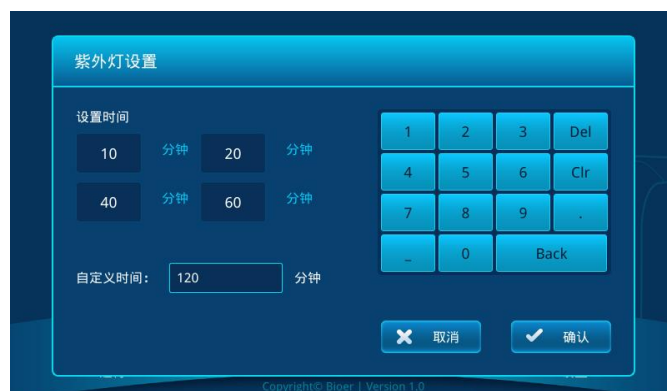 紫外灯设置
设置时间
10 分钟 20 分钟
40 分钟 60 分钟
自定义时间: 120 分钟
1 2 3 Del
4 5 6 Clr
7 8 9 .
_ 0 Back
取消 确认
Copyright© Bioer | Version 1.0